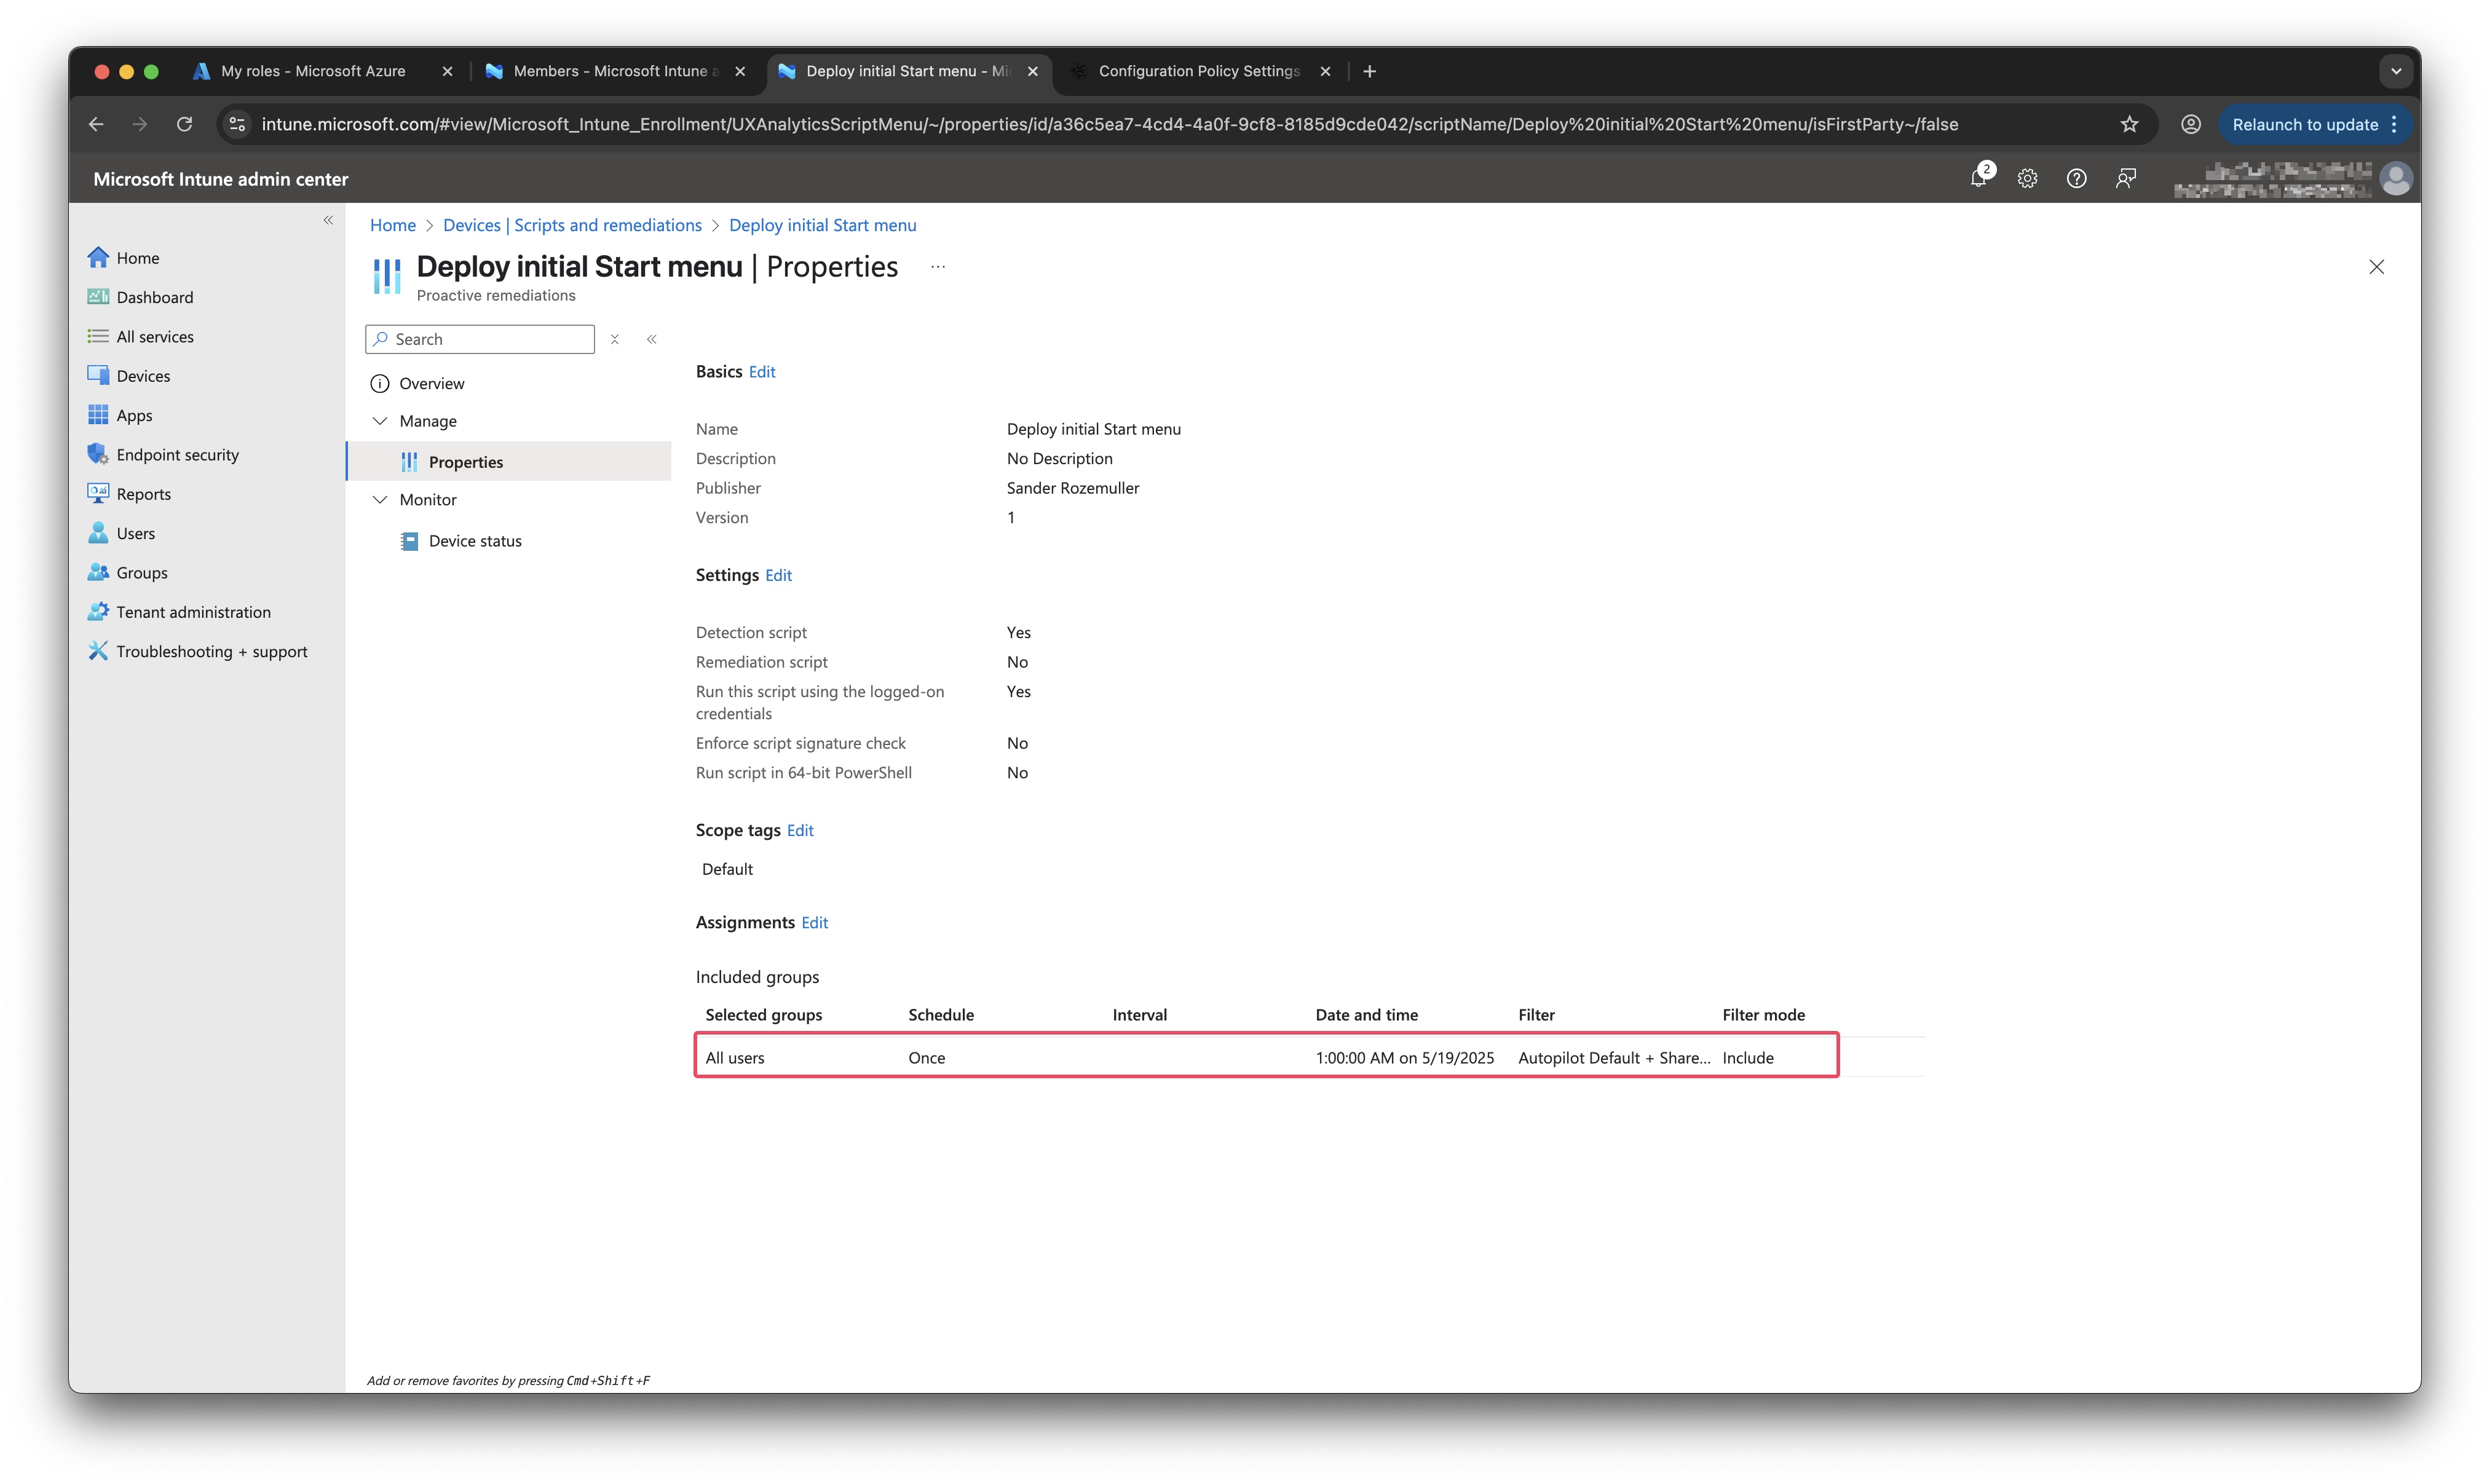 My roles - Microsoft Azure
Members - Microsoft Intune a
Deploy initial Start menu - Mic
Configuration Policy Settings
intune.microsoft.com/#view/Microsoft_Intune_Enrollment/UXAnalyticsScriptMenu/~/properties/id/a36c5ea7-4cd4-4a0f-9cf8-8185d9cde042/scriptName/Deploy%20initial%20Start%20menu/isFirstParty~/false
Relaunch to update
Microsoft Intune admin center
2
Home
Dashboard
All services
Devices
Apps
Endpoint security
Reports
Users
Groups
Tenant administration
Troubleshooting + support
Home > Devices | Scripts and remediations > Deploy initial Start menu
Deploy initial Start menu | Properties ...
Proactive remediations
Search
Overview
Manage
Properties
Monitor
Device status
Basics Edit
Name Deploy initial Start menu
Description No Description
Publisher Sander Rozemuller
Version 1
Settings Edit
Detection script Yes
Remediation script No
Run this script using the logged-on Yes
credentials
Enforce script signature check No
Run script in 64-bit PowerShell No
Scope tags Edit
Default
Assignments Edit
Included groups
Selected groups Schedule Interval Date and time Filter Filter mode
All users Once 1:00:00 AM on 5/19/2025 Autopilot Default + Share... Include
Add or remove favorites by pressing Cmd+Shift+F